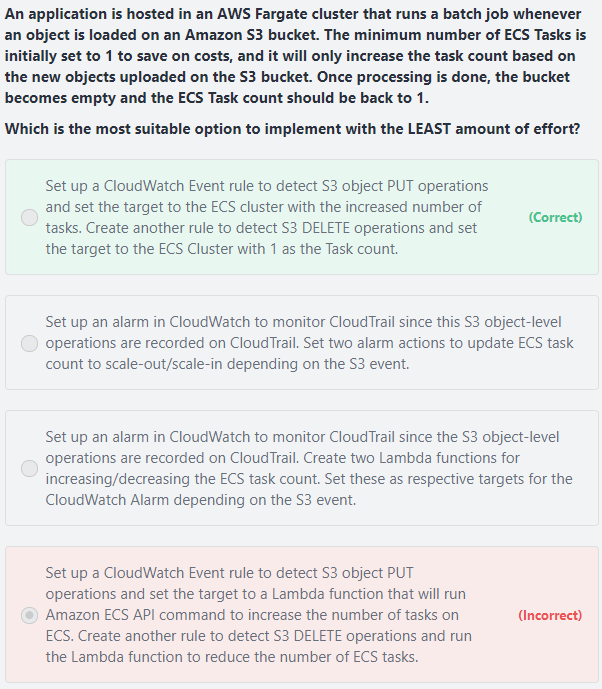 An application is hosted in an AWS Fargate cluster that runs a batch job whenever
an object is loaded on an Amazon S3 bucket. The minimum number of ECS Tasks is
initially set to 1 to save on costs, and it will only increase the task count based on
the new objects uploaded on the S3 bucket. Once processing is done, the bucket
becomes empty and the ECS Task count should be back to 1.
Which is the most suitable option to implement with the LEAST amount of effort?
Set up a CloudWatch Event rule to detect S3 object PUT operations
and set the target to the ECS cluster with the increased number of
tasks. Create another rule to detect S3 DELETE operations and set
the target to the ECS Cluster with 1 as the Task count.
(Correct)
Set up an alarm in CloudWatch to monitor CloudTrail since this S3 object-level
operations are recorded on CloudTrail. Set two alarm actions to update ECS task
count to scale-out/scale-in depending on the S3 event.
Set up an alarm in CloudWatch to monitor CloudTrail since the S3 object-level
operations are recorded on CloudTrail. Create two Lambda functions for
increasing/decreasing the ECS task count. Set these as respective targets for the
CloudWatch Alarm depending on the S3 event.
Set up a CloudWatch Event rule to detect S3 object PUT
operations and set the target to a Lambda function that will run
Amazon ECS API command to increase the number of tasks on
ECS. Create another rule to detect S3 DELETE operations and run
the Lambda function to reduce the number of ECS tasks.
(Incorrect)